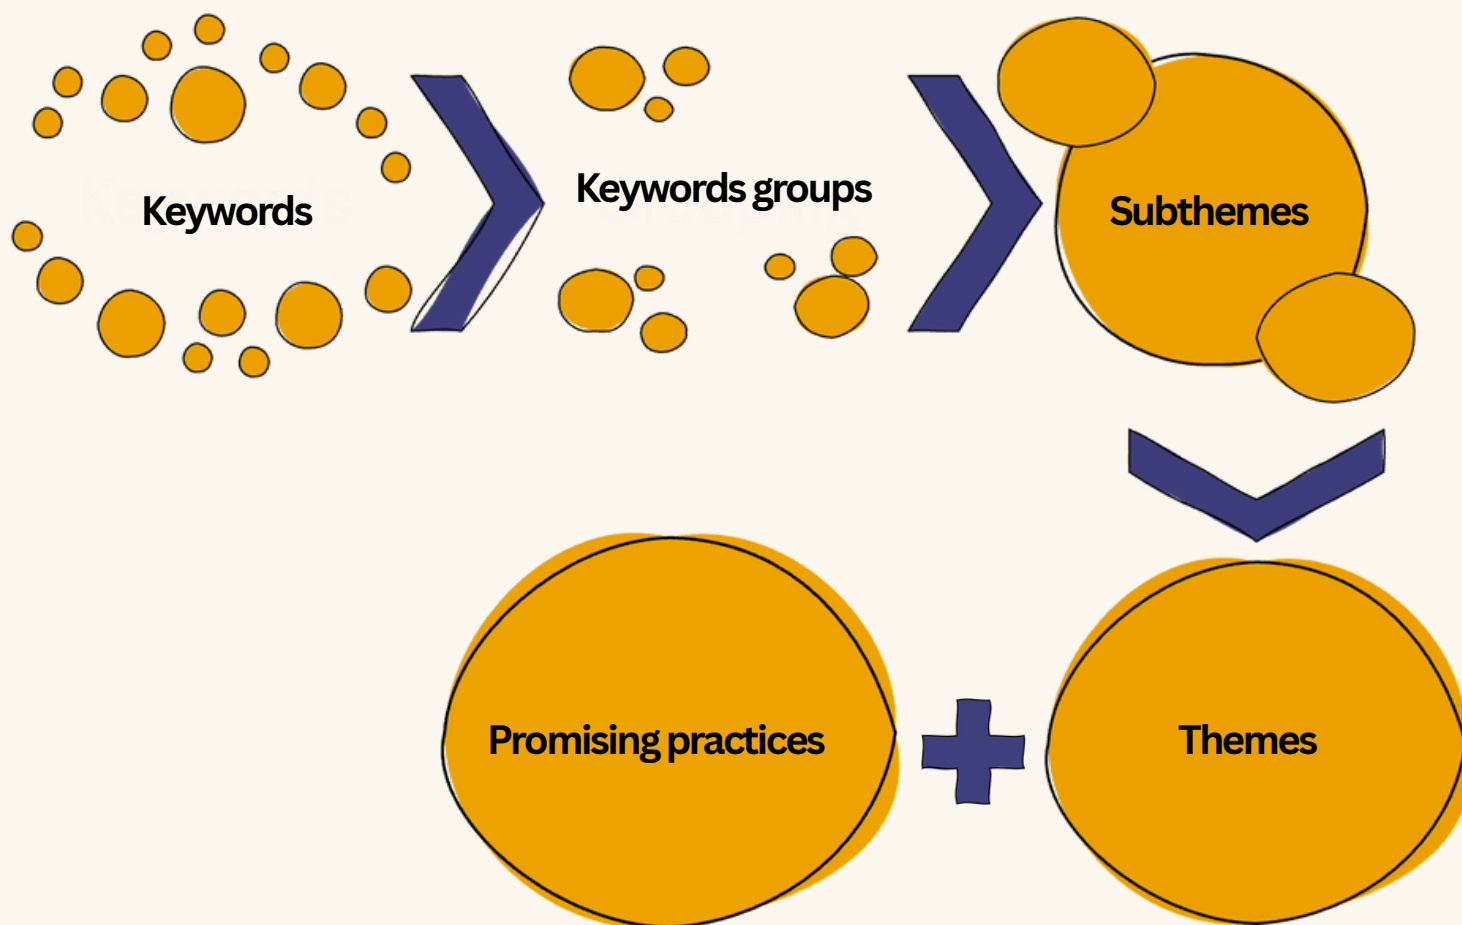 Keywords
Keywords groups
Subthemes
Promising practices
Themes